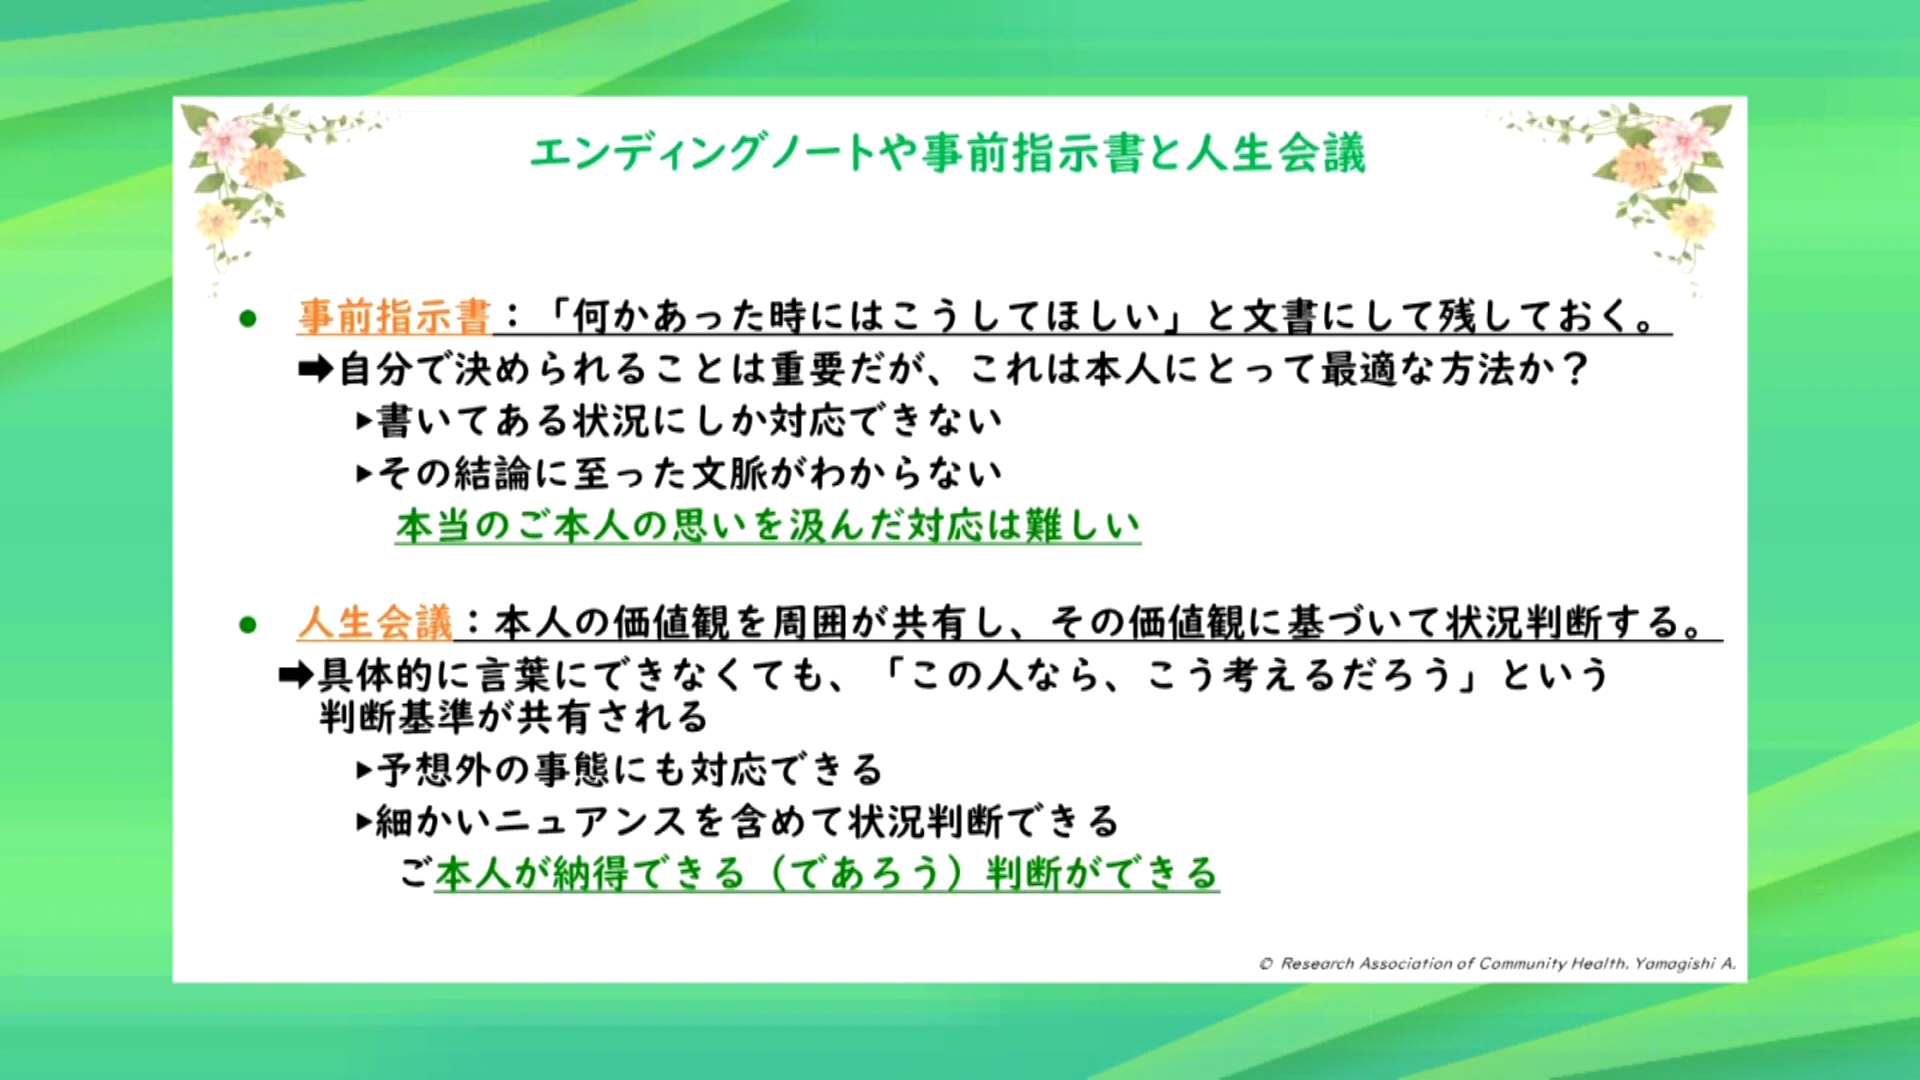 エンディングノートや事前指示書と人生会議
● 事前指示書：「何かあった時にはこうしてほしい」と文書にして残しておく。
➡自分で決められることは重要だが、これは本人にとって最適な方法か？
▸書いてある状況にしか対応できない
▸その結論に至った文脈がわからない
本当のご本人の思いを汲んだ対応は難しい
● 人生会議：本人の価値観を周囲が共有し、その価値観に基づいて状況判断する。
➡具体的に言葉にできなくても、「この人なら、こう考えるだろう」という
判断基準が共有される
▸予想外の事態にも対応できる
▸細かいニュアンスを含めて状況判断できる
ご本人が納得できる（であろう）判断ができる
© Research Association of Community Health. Yamagishi A.